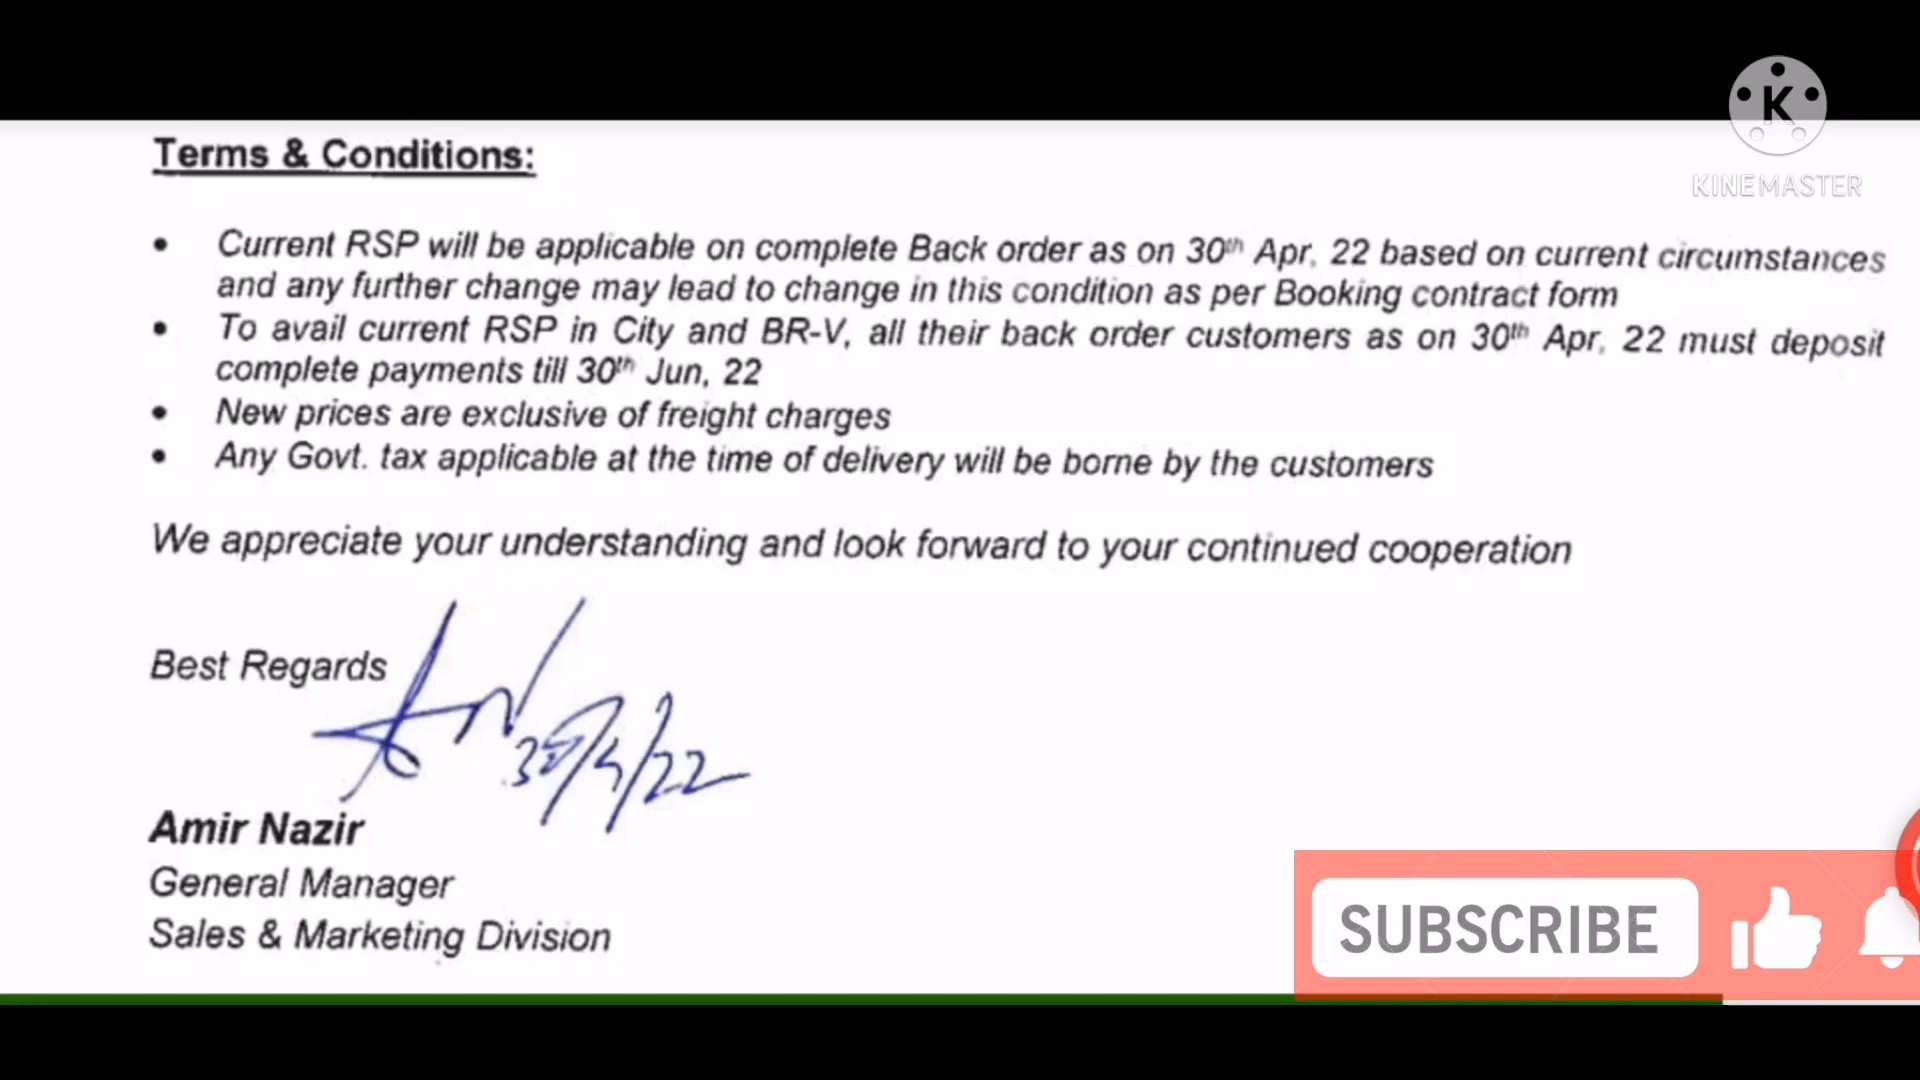 K
KINEMASTER
Terms & Conditions:
• Current RSP will be applicable on complete Back order as on 30th Apr, 22 based on current circumstances
and any further change may lead to change in this condition as per Booking contract form
• To avail current RSP in City and BR-V, all their back order customers as on 30th Apr, 22 must deposit
complete payments till 30th Jun, 22
• New prices are exclusive of freight charges
• Any Govt. tax applicable at the time of delivery will be borne by the customers
We appreciate your understanding and look forward to your continued cooperation
Best Regards
30/4/22
Amir Nazir
General Manager
Sales & Marketing Division
SUBSCRIBE